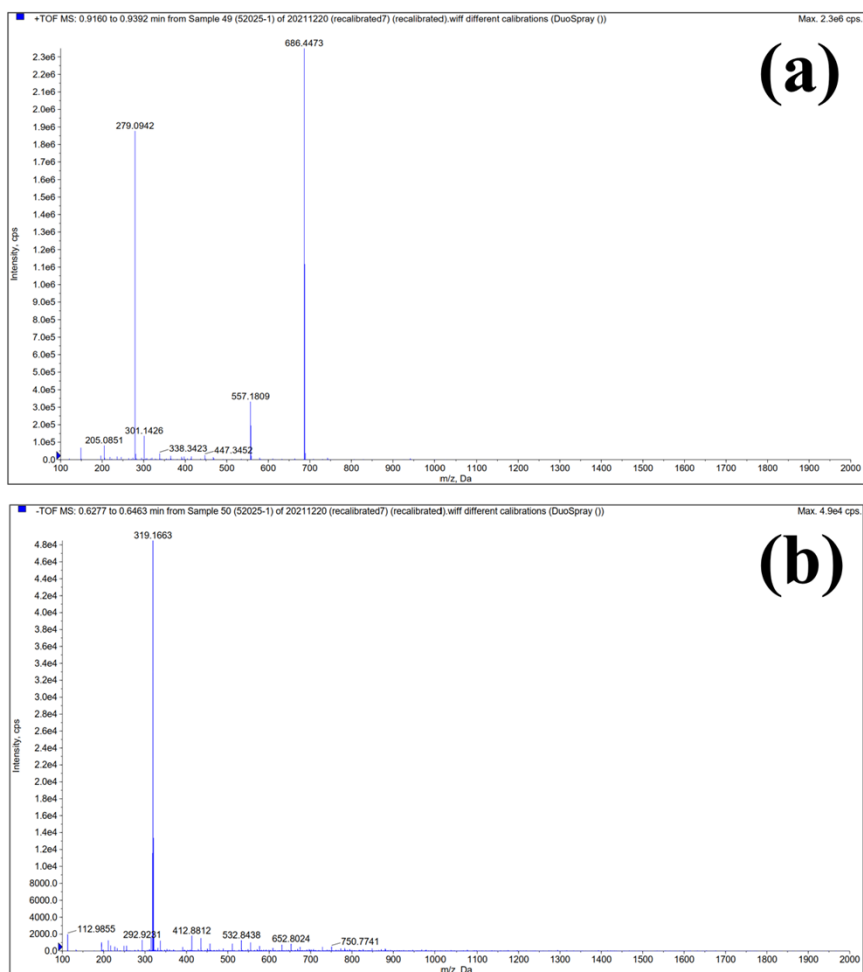 +TOF MS: 0.9160 to 0.9392 min from Sample 49 (52025-1) of 20211220 (recalibrated7) (recalibrated).wiff different calibrations (DuoSpray ())
Max. 2.3e6 cps.
(a)
686.4473
2.3e6
2.2e6
2.1e6
2.0e6
1.9e6
279.0942
1.8e6
1.7e6
1.6e6
1.5e6
1.4e6
1.3e6
1.2e6
1.1e6
1.0e6
9.0e5
8.0e5
7.0e5
6.0e5
5.0e5
4.0e5
557.1809
3.0e5
2.0e5
301.1426
1.0e5
205.0851
338.3423
447.3452
0.0
Intensity, cps
100 200 300 400 500 600 700 800 900 1000 1100 1200 1300 1400 1500 1600 1700 1800 1900 2000
m/z, Da
-TOF MS: 0.6277 to 0.6463 min from Sample 50 (52025-1) of 20211220 (recalibrated7) (recalibrated).wiff different calibrations (DuoSpray ())
Max. 4.9e4 cps.
(b)
319.1663
4.8e4
4.6e4
4.4e4
4.2e4
4.0e4
3.8e4
3.6e4
3.4e4
3.2e4
3.0e4
2.8e4
2.6e4
2.4e4
2.2e4
2.0e4
1.8e4
1.6e4
1.4e4
1.2e4
1.0e4
8000.0
6000.0
4000.0
2000.0
112.9855
292.9231
412.8812
532.8438
652.8024
750.7741
0.0
Intensity, cps
100 200 300 400 500 600 700 800 900 1000 1100 1200 1300 1400 1500 1600 1700 1800 1900 2000
m/z, Da